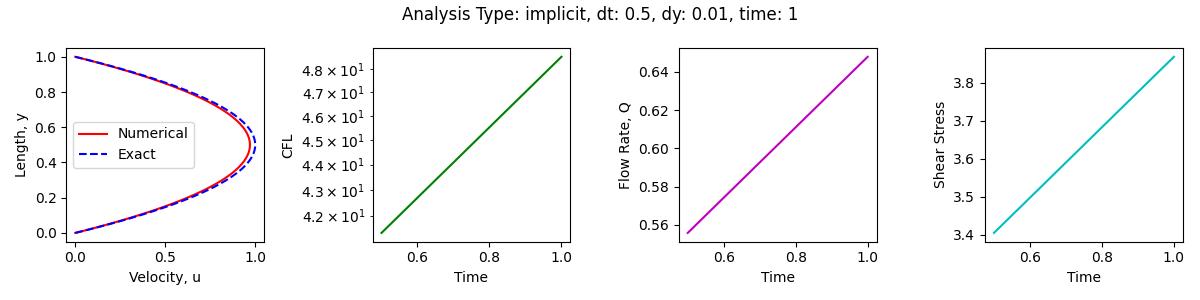 Analysis Type: implicit, dt: 0.5, dy: 0.01, time: 1
Length, y
1.0
0.8
0.6
0.4
0.2
0.0
Numerical
Exact
0.0
0.5
1.0
Velocity, u
CFL
4.8 × 10¹
4.7 × 10¹
4.6 × 10¹
4.5 × 10¹
4.4 × 10¹
4.3 × 10¹
4.2 × 10¹
0.6
0.8
1.0
Time
Flow Rate, Q
0.64
0.62
0.60
0.58
0.56
0.6
0.8
1.0
Time
Shear Stress
3.8
3.7
3.6
3.5
3.4
0.6
0.8
1.0
Time